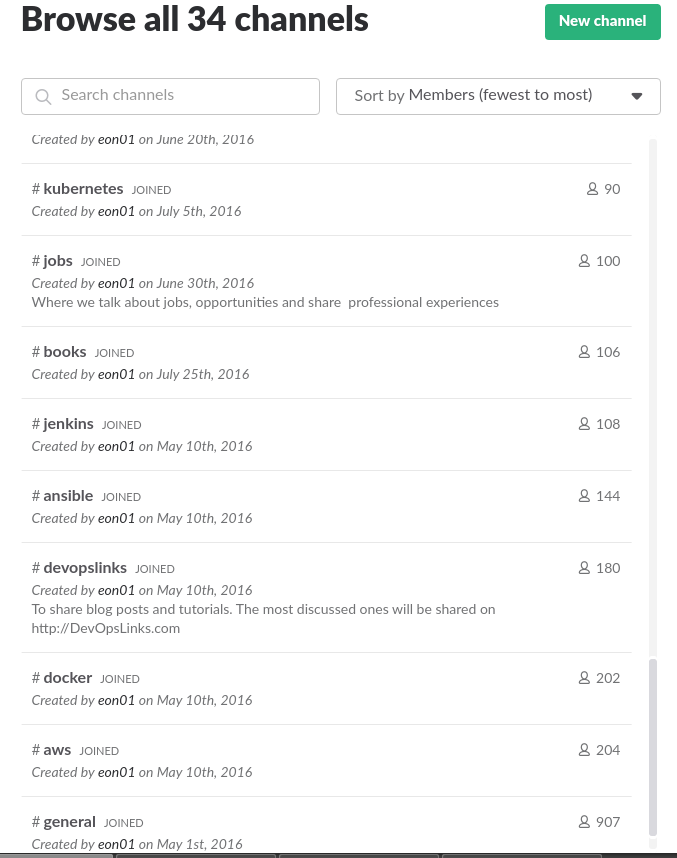 Browse all 34 channels
New channel
Search channels
Sort by Members (fewest to most)
Created by eon01 on June 20th, 2016
# kubernetes JOINED 90
Created by eon01 on July 5th, 2016
# jobs JOINED 100
Created by eon01 on June 30th, 2016
Where we talk about jobs, opportunities and share  professional experiences
# books JOINED 106
Created by eon01 on July 25th, 2016
# jenkins JOINED 108
Created by eon01 on May 10th, 2016
# ansible JOINED 144
Created by eon01 on May 10th, 2016
# devopslinks JOINED 180
Created by eon01 on May 10th, 2016
To share blog posts and tutorials. The most discussed ones will be shared on
http://DevOpsLinks.com
# docker JOINED 202
Created by eon01 on May 10th, 2016
# aws JOINED 204
Created by eon01 on May 10th, 2016
# general JOINED 907
Created by eon01 on May 1st, 2016